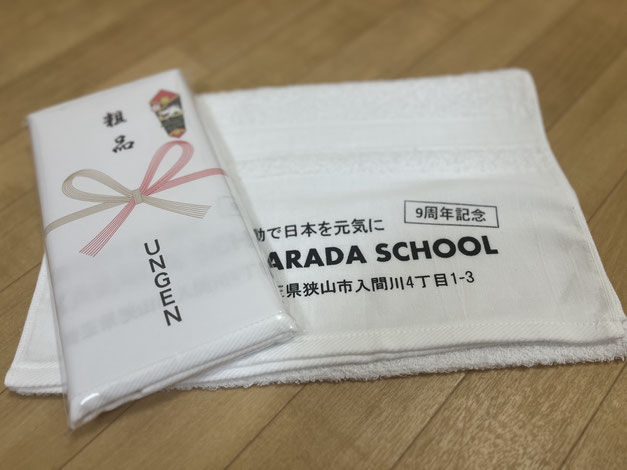 粗品
UNGEN
9周年記念
で日本を元気に
ARADA SCHOOL
県狭山市入間川4丁目1-3